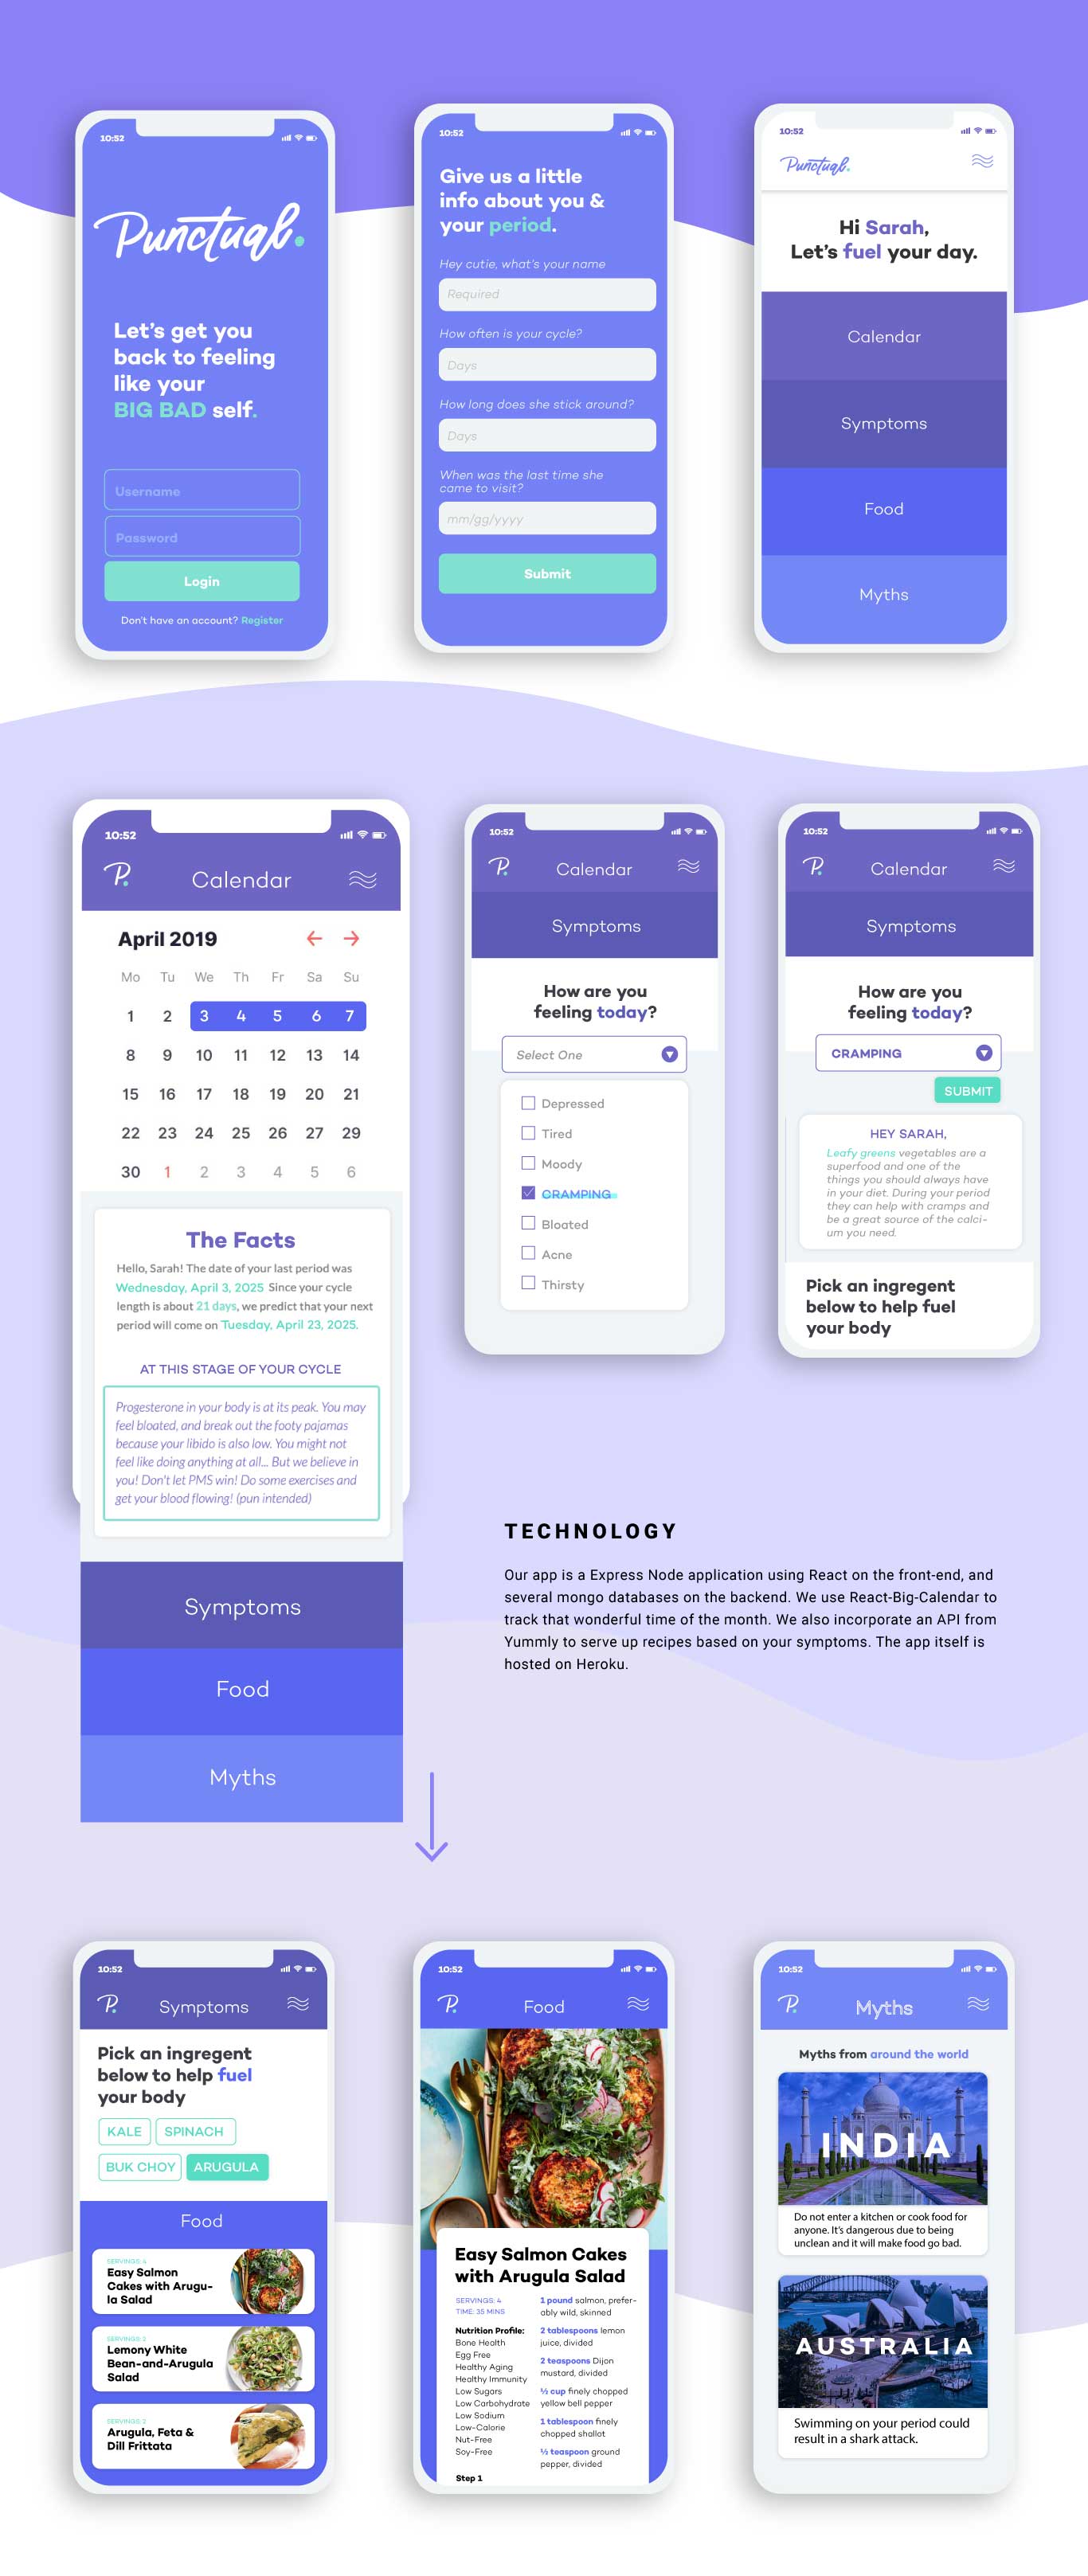 10:52
Punctual.
Let's get you
back to feeling
like your
BIG BAD self.
Username
Password
Login
Don't have an account? Register
10:52
Give us a little
info about you &
your period.
Hey cutie, what's your name
Required
How often is your cycle?
Days
How long does she stick around?
Days
When was the last time she
came to visit?
mm/gg/yyyy
Submit
10:52
Punctual.
Hi Sarah,
Let's fuel your day.
Calendar
Symptoms
Food
Myths
10:52
P.
Calendar
April 2019
Mo Tu We Th Fr Sa Su
1 2 3 4 5 6 7
8 9 10 11 12 13 14
15 16 17 18 19 20 21
22 23 24 25 26 27 29
30 1 2 3 4 5 6
The Facts
Hello, Sarah! The date of your last period was
Wednesday, April 3, 2025 Since your cycle
length is about 21 days, we predict that your next
period will come on Tuesday, April 23, 2025.
AT THIS STAGE OF YOUR CYCLE
Progesterone in your body is at its peak. You may
feel bloated, and break out the footy pajamas
because your libido is also low. You might not
feel like doing anything at all... But we believe in
you! Don't let PMS win! Do some exercises and
get your blood flowing! (pun intended)
Symptoms
Food
Myths
10:52
P.
Calendar
Symptoms
How are you
feeling today?
Select One
Depressed
Tired
Moody
CRAMPING
Bloated
Acne
Thirsty
10:52
P.
Calendar
Symptoms
How are you
feeling today?
CRAMPING
SUBMIT
HEY SARAH,
Leafy greens vegetables are a
superfood and one of the
things you should always have
in your diet. During your period
they can help with cramps and
be a great source of the calci-
um you need.
Pick an ingregent
below to help fuel
your body
TECHNOLOGY
Our app is a Express Node application using React on the front-end, and
several mongo databases on the backend. We use React-Big-Calendar to
track that wonderful time of the month. We also incorporate an API from
Yummly to serve up recipes based on your symptoms. The app itself is
hosted on Heroku.
10:52
P.
Symptoms
Pick an ingregent
below to help fuel
your body
KALE SPINACH
BUK CHOY ARUGULA
Food
SERVINGS: 4
Easy Salmon
Cakes with Arugu-
la Salad
SERVINGS: 2
Lemony White
Bean-and-Arugula
Salad
SERVINGS: 2
Arugula, Feta &
Dill Frittata
10:52
P.
Food
Easy Salmon Cakes
with Arugula Salad
SERVINGS: 4
TIME: 35 MINS
Nutrition Profile:
Bone Health
Egg Free
Healthy Aging
Healthy Immunity
Low Sugars
Low Carbohydrate
Low Sodium
Low-Calorie
Nut-Free
Soy-Free
Step 1
1 pound salmon, prefer-
ably wild, skinned
2 tablespoons lemon
juice, divided
2 teaspoons Dijon
mustard, divided
½ cup finely chopped
yellow bell pepper
1 tablespoon finely
chopped shallot
½ teaspoon ground
pepper, divided
10:52
P.
Myths
Myths from around the world
INDIA
Do not enter a kitchen or cook food for
anyone. It's dangerous due to being
unclean and it will make food go bad.
AUSTRALIA
Swimming on your period could
result in a shark attack.